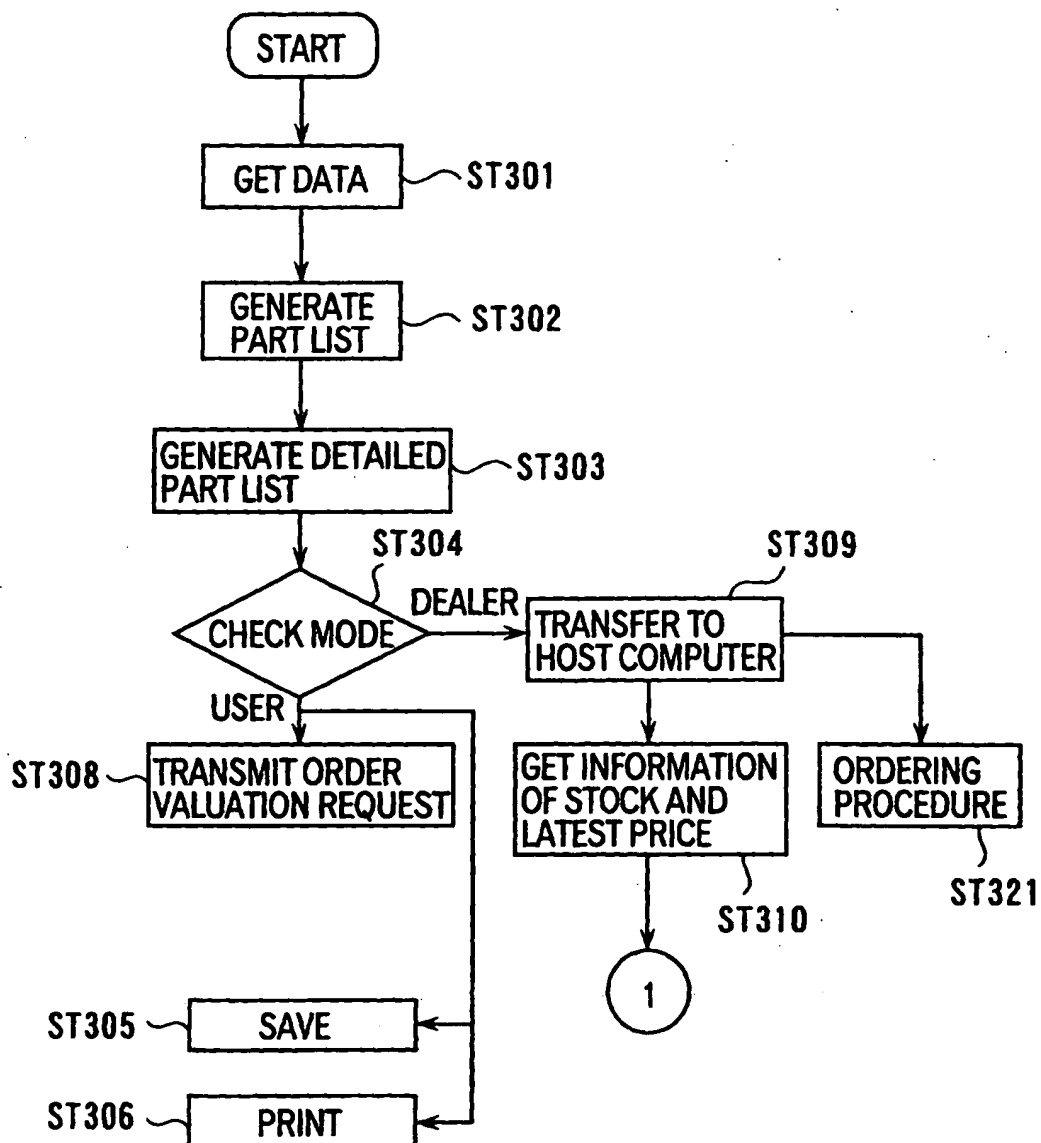 START
GET DATA
ST301
GENERATE
PART LIST
ST302
GENERATE DETAILED
PART LIST
ST303
ST304
CHECK MODE
DEALER
ST309
TRANSFER TO
HOST COMPUTER
USER
ST308
TRANSMIT ORDER
VALUATION REQUEST
GET INFORMATION
OF STOCK AND
LATEST PRICE
ST310
ORDERING
PROCEDURE
ST321
1
ST305
SAVE
ST306
PRINT